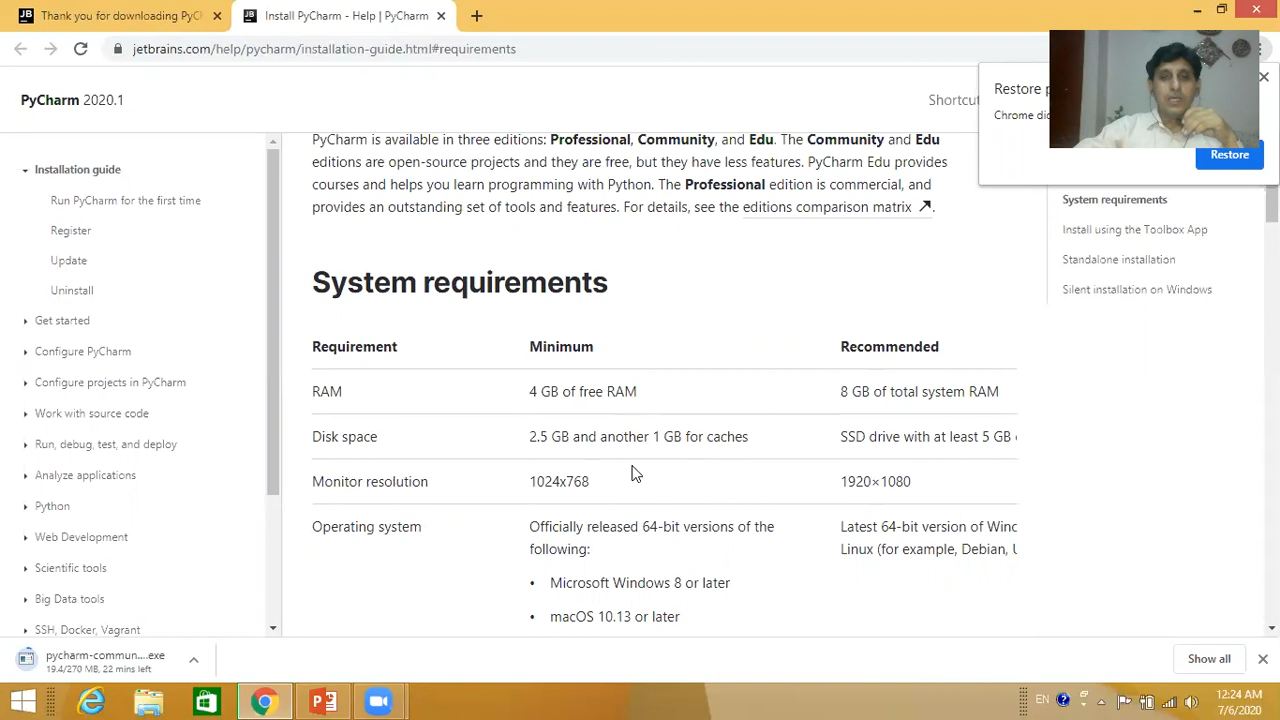 Thank you for downloading PyC
Install PyCharm - Help | PyCharm
jetbrains.com/help/pycharm/installation-guide.html#requirements
PyCharm 2020.1
Shortcut
Restore p
Chrome did
Restore
PyCharm is available in three editions: Professional, Community, and Edu. The Community and Edu
editions are open-source projects and they are free, but they have less features. PyCharm Edu provides
courses and helps you learn programming with Python. The Professional edition is commercial, and
provides an outstanding set of tools and features. For details, see the editions comparison matrix ↗.
Installation guide
Run PyCharm for the first time
Register
Update
Uninstall
Get started
Configure PyCharm
Configure projects in PyCharm
Work with source code
Run, debug, test, and deploy
Analyze applications
Python
Web Development
Scientific tools
Big Data tools
SSH, Docker, Vagrant
System requirements
Requirement Minimum Recommended
RAM 4 GB of free RAM 8 GB of total system RAM
Disk space 2.5 GB and another 1 GB for caches SSD drive with at least 5 GB
Monitor resolution 1024x768 1920×1080
Operating system Officially released 64-bit versions of the Latest 64-bit version of Winc
following: Linux (for example, Debian, U
• Microsoft Windows 8 or later
• macOS 10.13 or later
System requirements
Install using the Toolbox App
Standalone installation
Silent installation on Windows
pycharm-commun....exe
19.4/270 MB, 22 mins left
Show all
EN
12:24 AM
7/6/2020